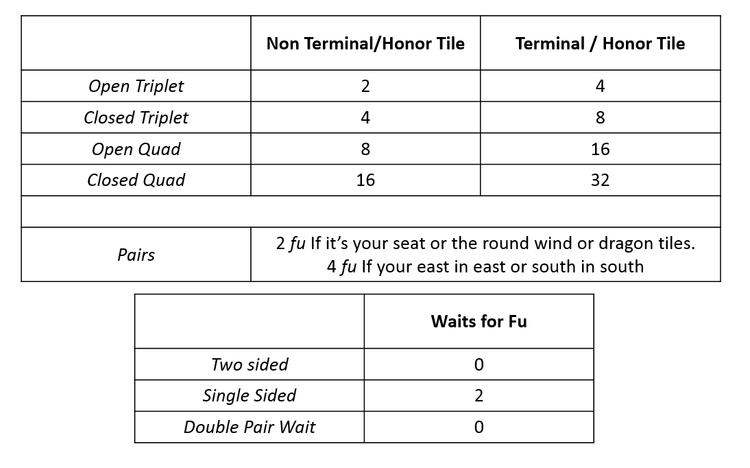 Non Terminal/Honor Tile Terminal / Honor Tile
Open Triplet 2 4
Closed Triplet 4 8
Open Quad 8 16
Closed Quad 16 32
2 fu If it's your seat or the round wind or dragon tiles.
Pairs
4 fu If your east in east or south in south
Waits for Fu
Two sided 0
Single Sided 2
Double Pair Wait 0